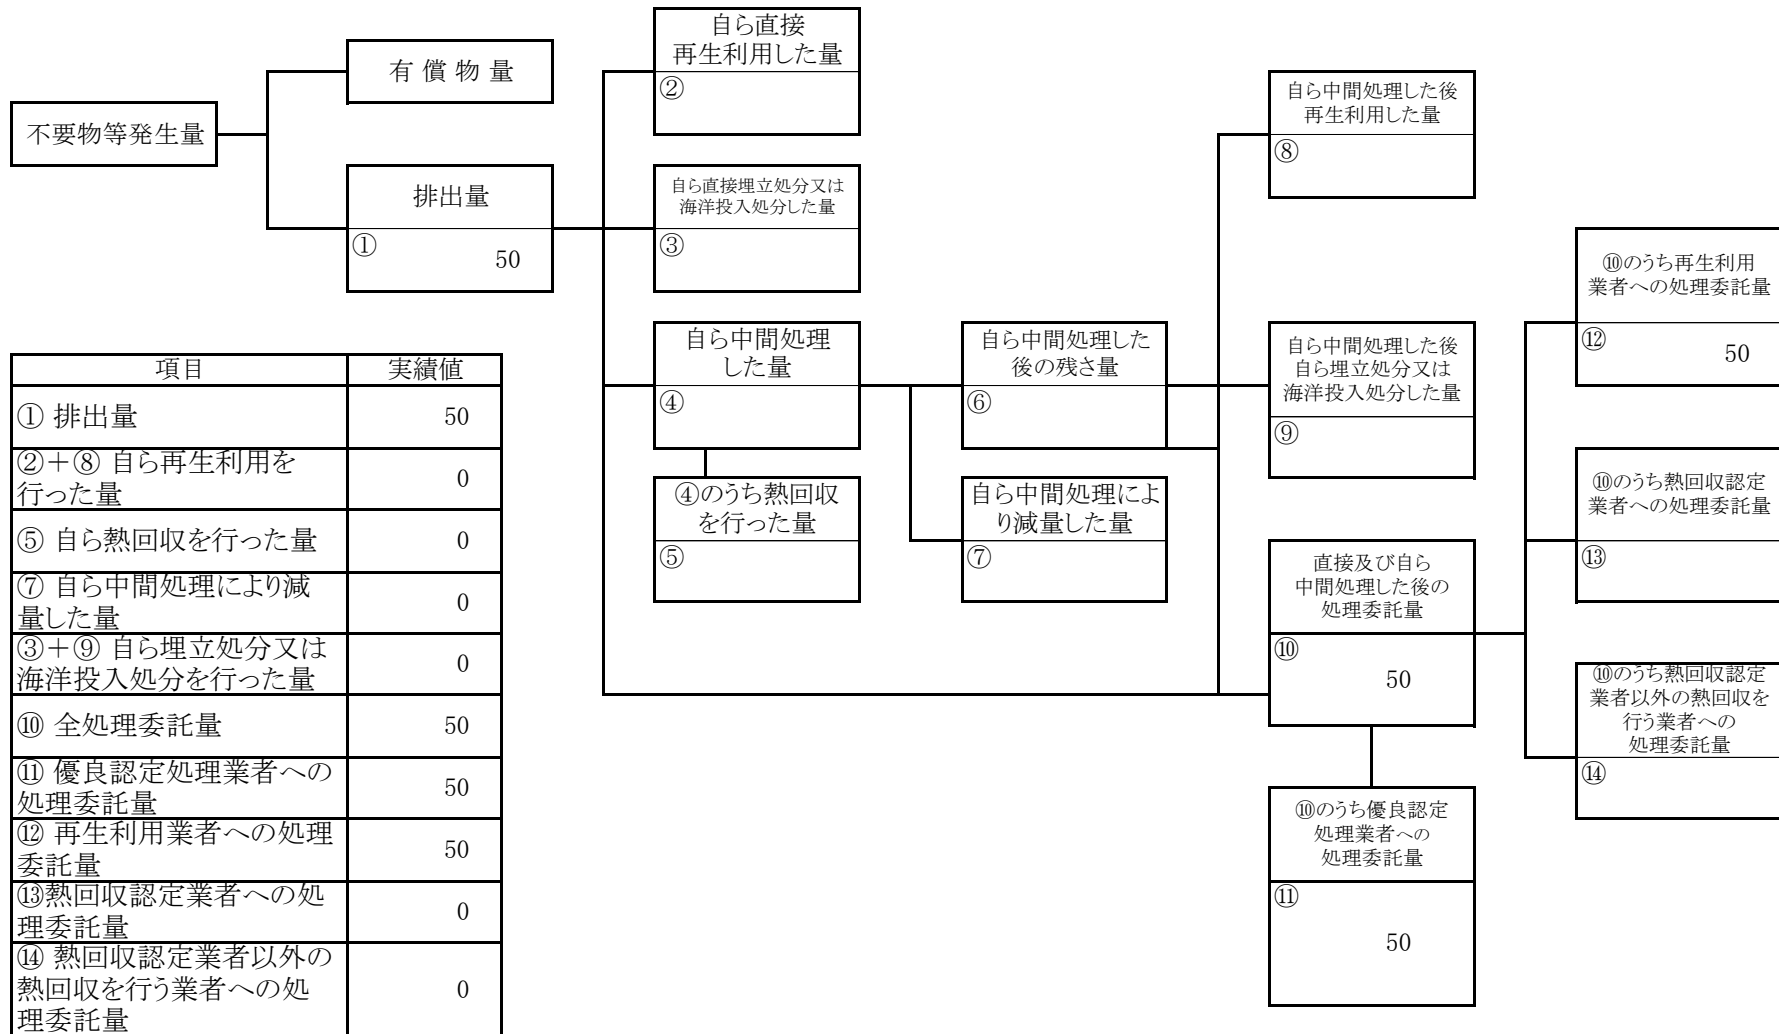 不要物等発生量
有 償 物 量
排出量
①
50
自ら直接
再生利用した量
②
自ら直接埋立処分又は
海洋投入処分した量
③
自ら中間処理
した量
④
④のうち熱回収
を行った量
⑤
自ら中間処理した
後の残さ量
⑥
自ら中間処理によ
り減量した量
⑦
自ら中間処理した後
再生利用した量
⑧
自ら中間処理した後
自ら埋立処分又は
海洋投入処分した量
⑨
直接及び自ら
中間処理した後の
処理委託量
⑩
50
⑩のうち優良認定
処理業者への
処理委託量
⑪
50
⑩のうち再生利用
業者への処理委託量
⑫
50
⑩のうち熱回収認定
業者への処理委託量
⑬
⑩のうち熱回収認定
業者以外の熱回収を
行う業者への
処理委託量
⑭
項目 実績値
① 排出量 50
②+⑧ 自ら再生利用を
行った量 0
⑤ 自ら熱回収を行った量 0
⑦ 自ら中間処理により減
量した量 0
③+⑨ 自ら埋立処分又は
海洋投入処分を行った量 0
⑩ 全処理委託量 50
⑪ 優良認定処理業者への
処理委託量 50
⑫ 再生利用業者への処理
委託量 50
⑬熱回収認定業者への処
理委託量 0
⑭ 熱回収認定業者以外の
熱回収を行う業者への処
理委託量 0